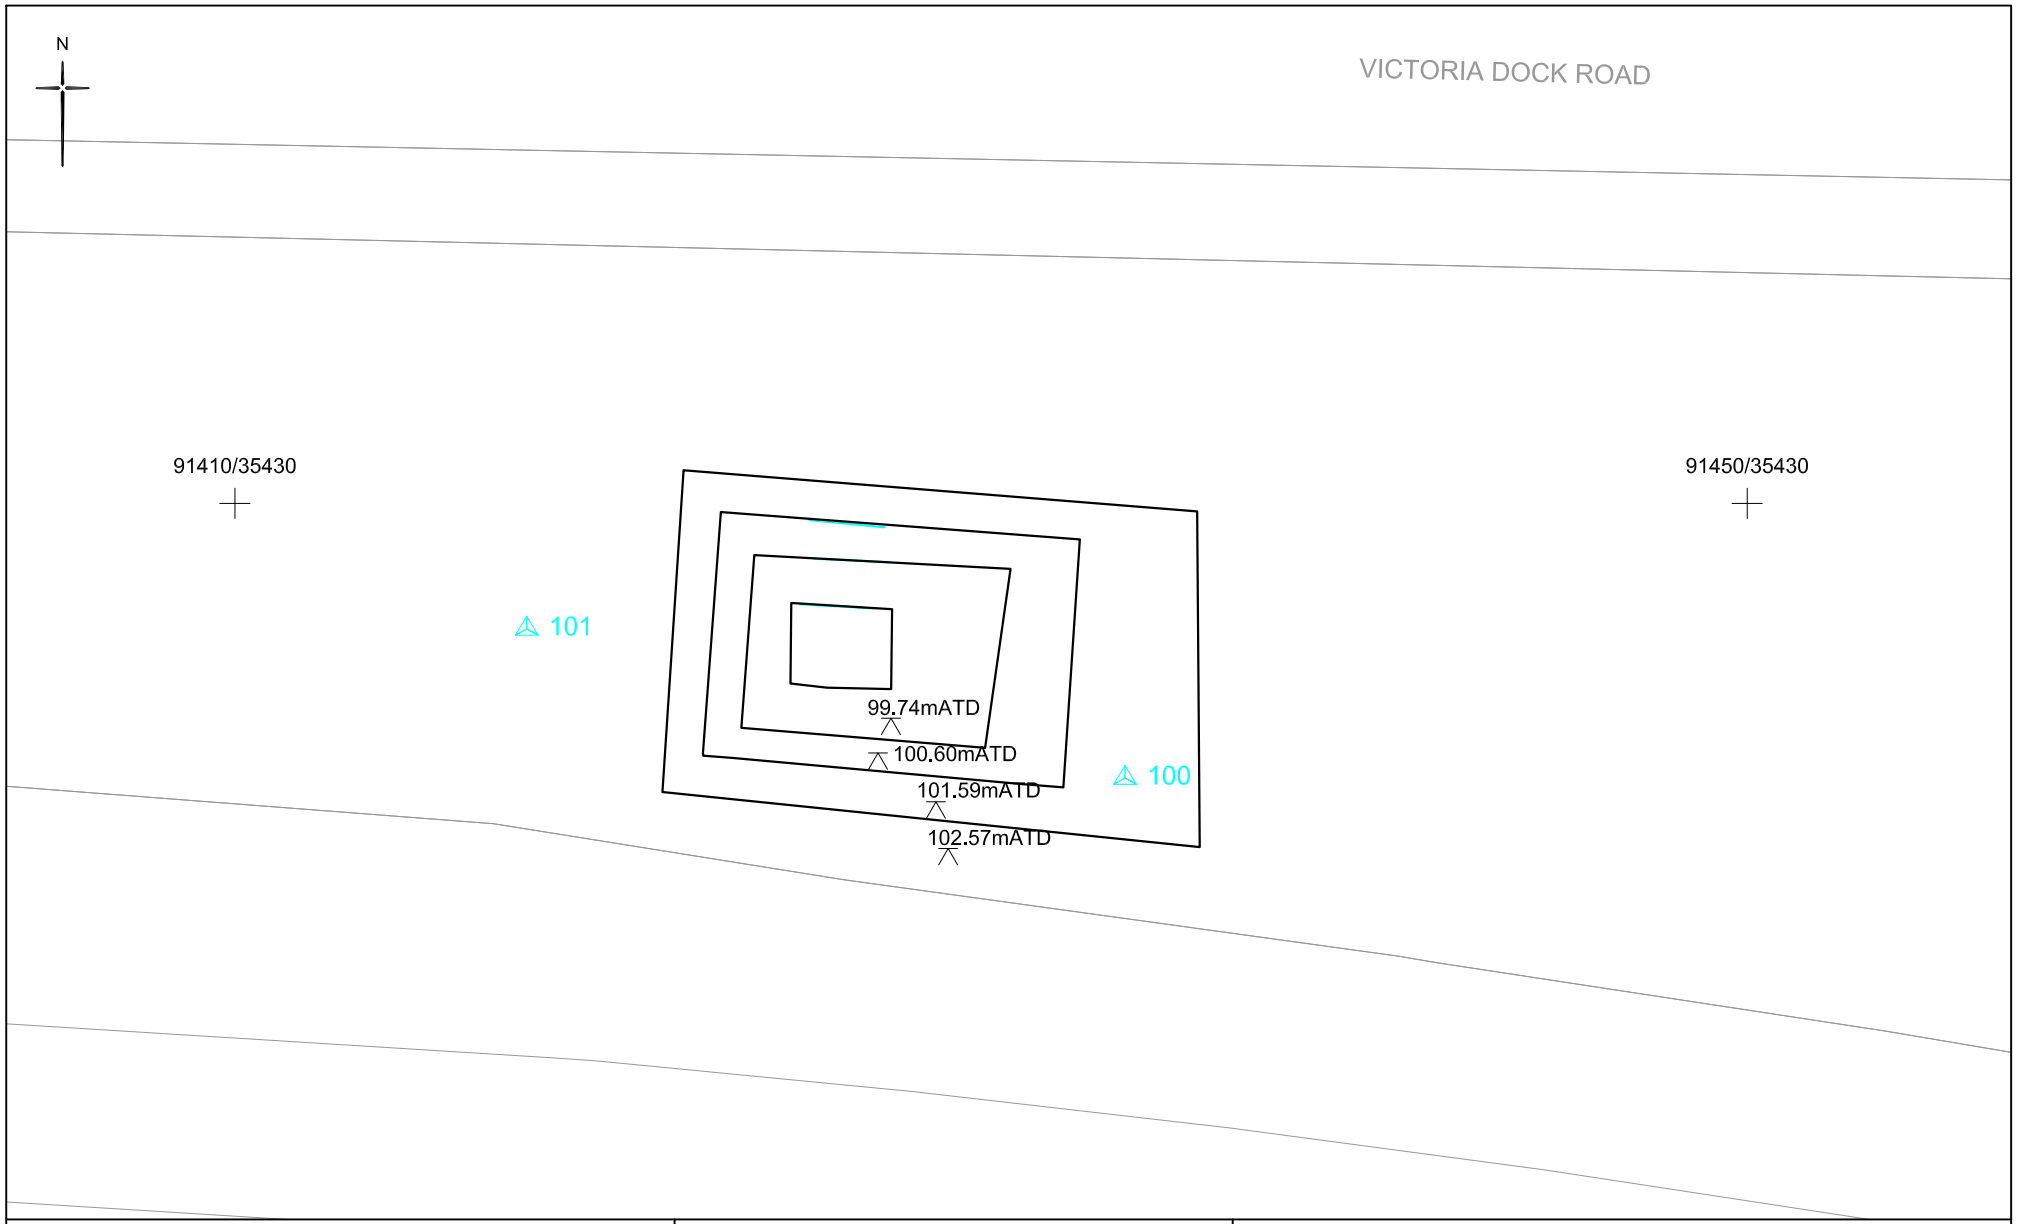 N
VICTORIA DOCK ROAD
91410/35430
91450/35430
101
99.74mATD
100.60mATD
100
101.59mATD
102.57mATD